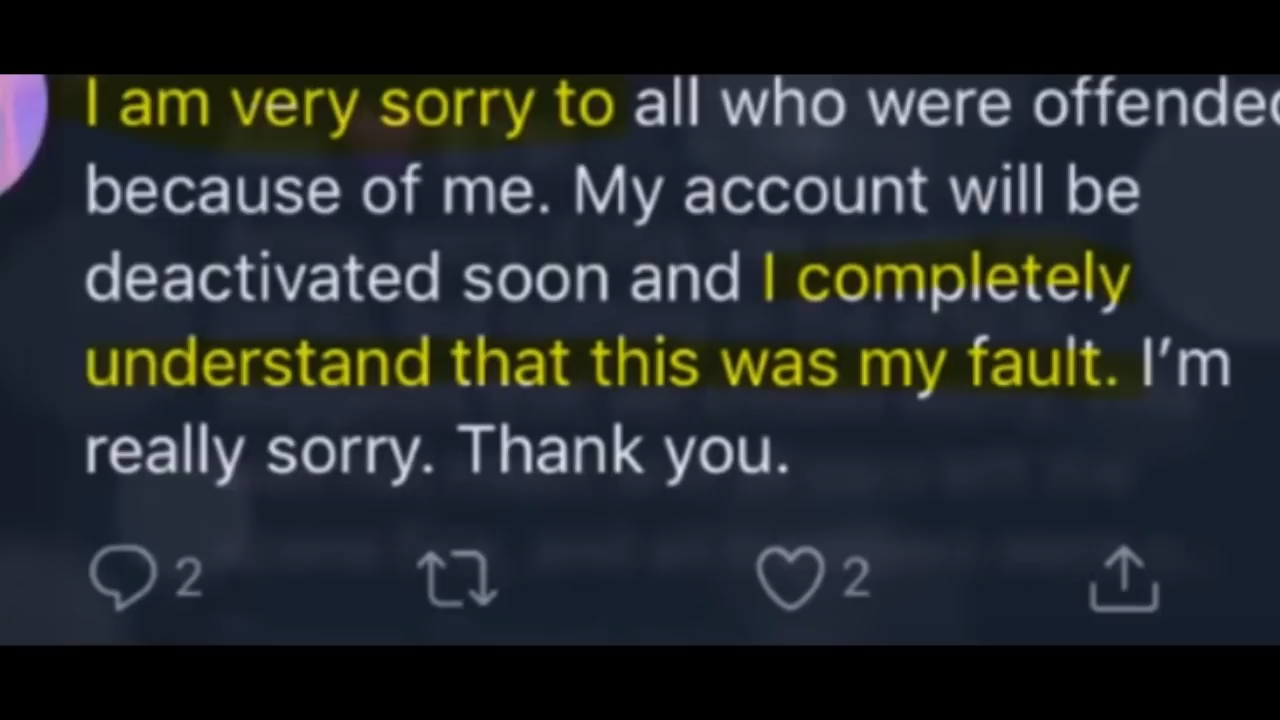 I am very sorry to all who were offended
because of me. My account will be
deactivated soon and I completely
understand that this was my fault. I’m
really sorry. Thank you.
2 2